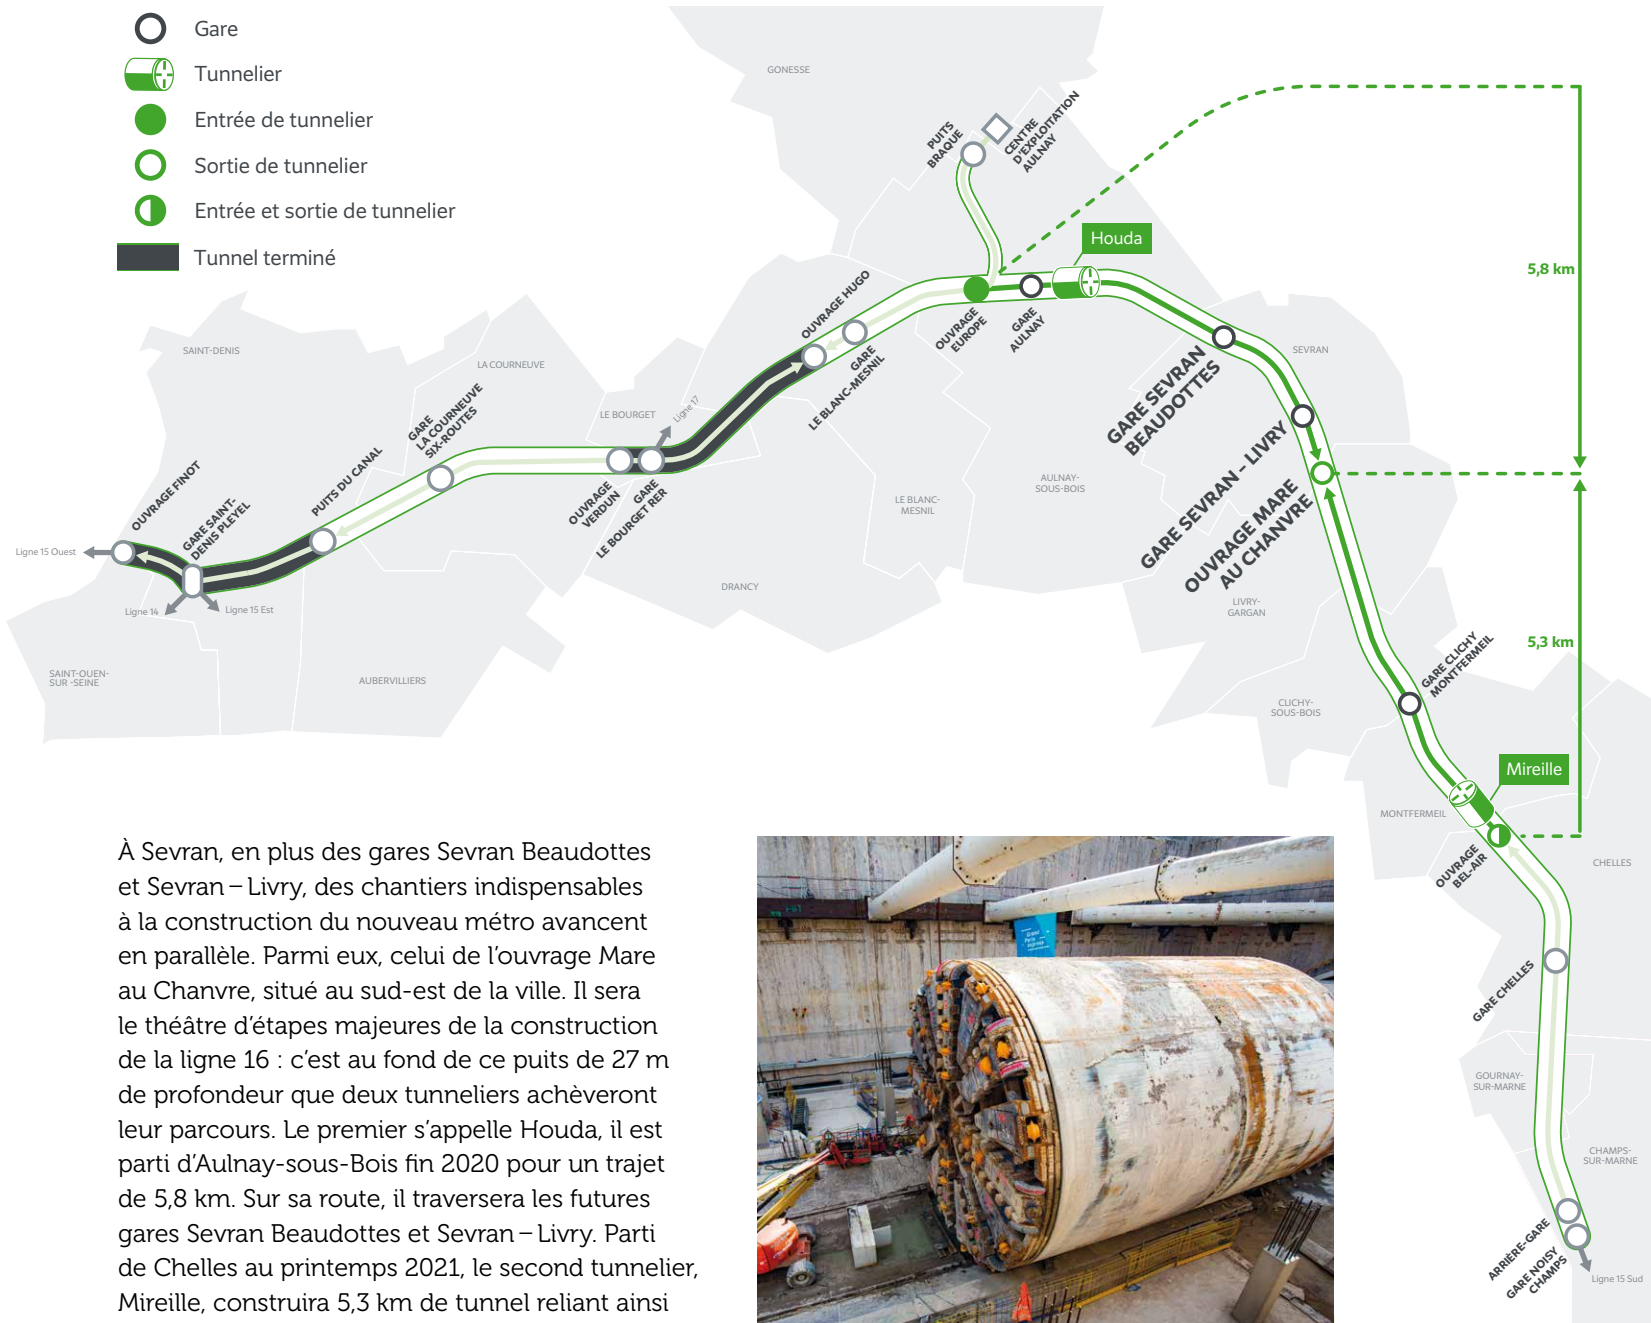 Gare
Tunnelier
Entrée de tunnelier
Sortie de tunnelier
Entrée et sortie de tunnelier
Tunnel terminé
GONESSE
PUITS
BRAQUE
CENTRE
D'EXPLOITATION
AULNAY
Houda
5,8 km
OUVRAGE HUGO
GARE
LE BLANC-MESNIL
OUVRAGE
EUROPE
GARE
AULNAY
SEVRAN
GARE SEVRAN
BEAUDOTTES
GARE SEVRAN – LIVRY
OUVRAGE MARE
AU CHANVRE
SAINT-DENIS
LA COURNEUVE
LE BOURGET
Ligne 17
GARE
LA COURNEUVE
SIX-ROUTES
PUITS DU CANAL
OUVRAGE FINOT
GARE SAINT-
DENIS PLEYEL
OUVRAGE
VERDUN
GARE
LE BOURGET RER
Ligne 15 Ouest
Ligne 14
Ligne 15 Est
LE BLANC-
MESNIL
AULNAY-
SOUS-BOIS
DRANCY
LIVRY-
GARGAN
5,3 km
SAINT-OUEN-
SUR -SEINE
AUBERVILLIERS
GARE CLICHY
MONTFERMEIL
CLICHY-
SOUS-BOIS
Mireille
MONTFERMEIL
OUVRAGE
BEL-AIR
CHELLES
GARE CHELLES
GOURNAY-
SUR-MARNE
CHAMPS-
SUR-MARNE
ARRIÈRE-GARE
GARE NOISY
CHAMPS
Ligne 15 Sud
À Sevran, en plus des gares Sevran Beaudottes
et Sevran – Livry, des chantiers indispensables
à la construction du nouveau métro avancent
en parallèle. Parmi eux, celui de l'ouvrage Mare
au Chanvre, situé au sud-est de la ville. Il sera
le théâtre d'étapes majeures de la construction
de la ligne 16 : c'est au fond de ce puits de 27 m
de profondeur que deux tunneliers achèveront
leur parcours. Le premier s'appelle Houda, il est
parti d'Aulnay-sous-Bois fin 2020 pour un trajet
de 5,8 km. Sur sa route, il traversera les futures
gares Sevran Beaudottes et Sevran – Livry. Parti
de Chelles au printemps 2021, le second tunnelier,
Mireille, construira 5,3 km de tunnel reliant ainsi
Grand
Paris